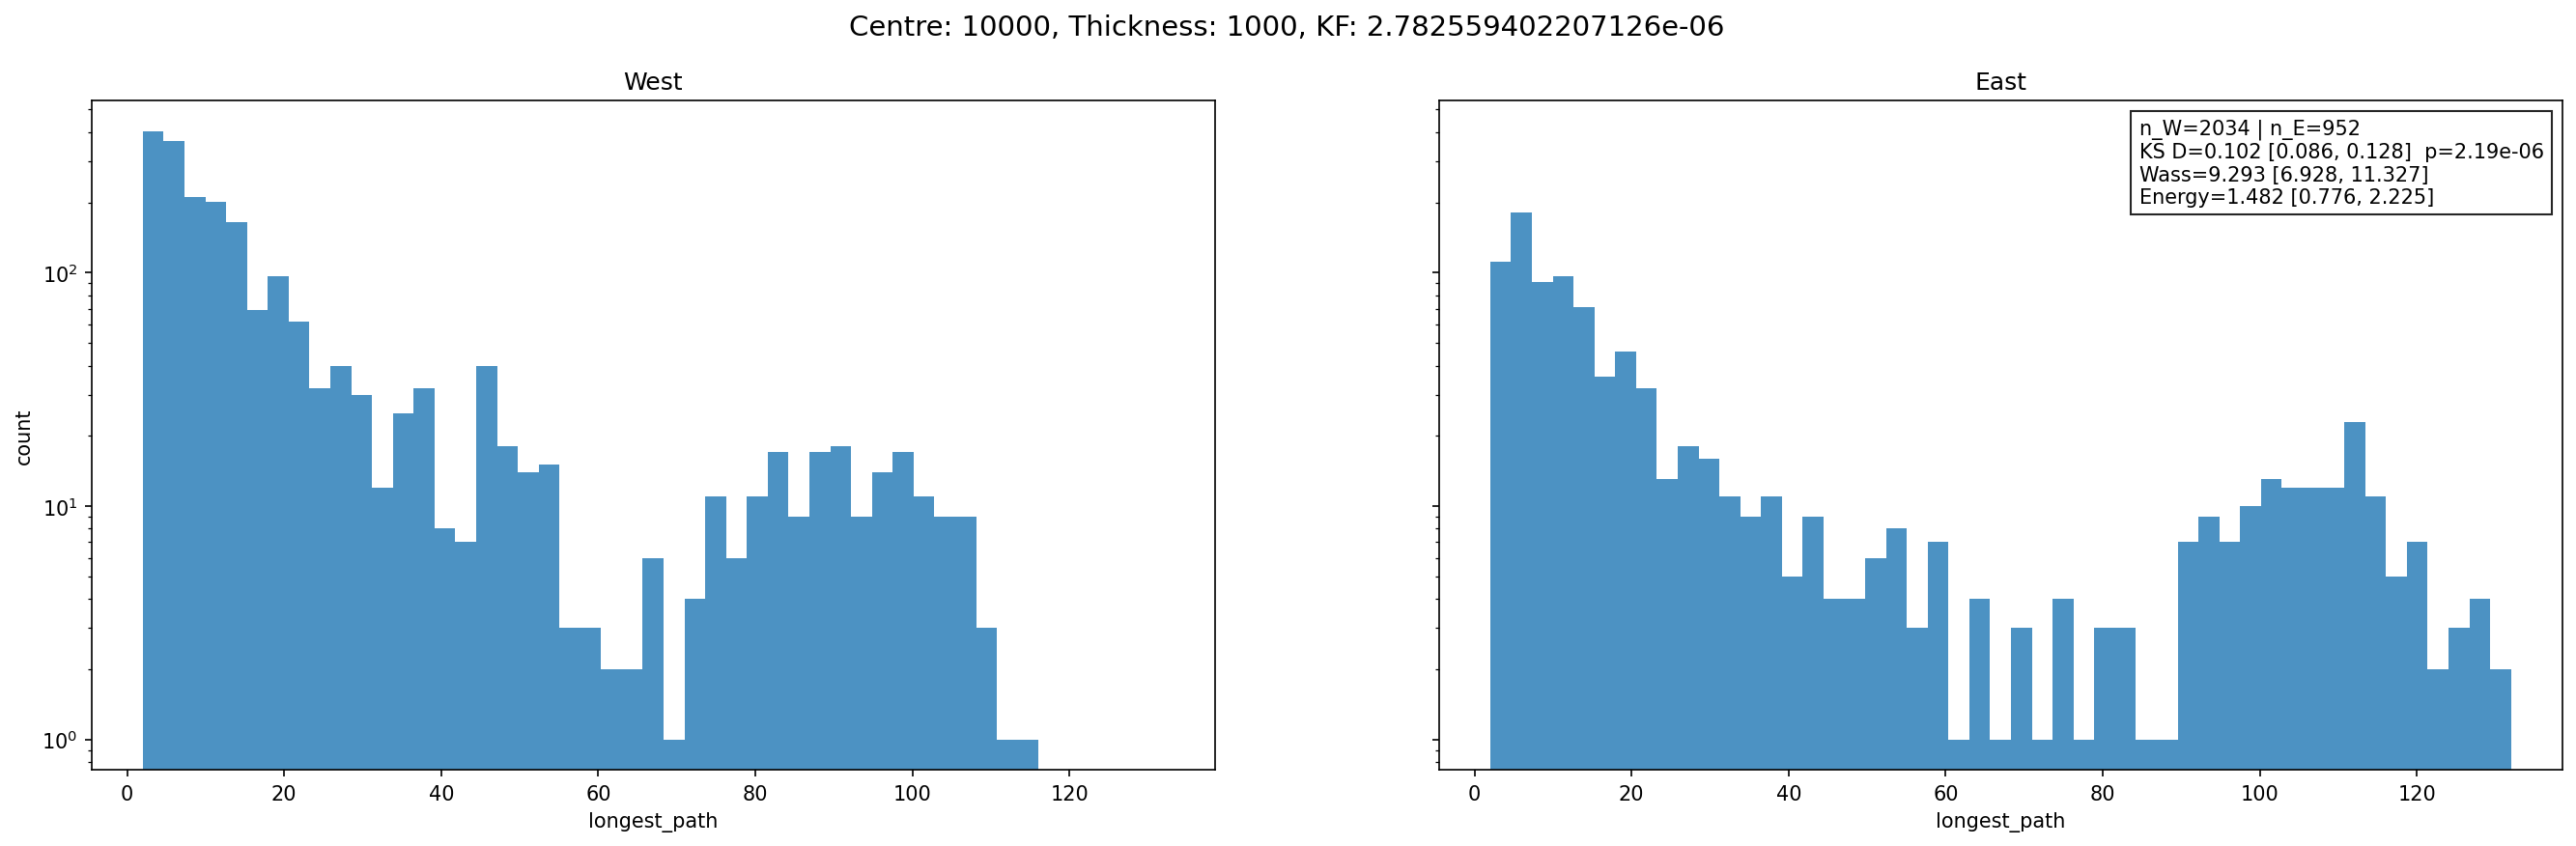 Centre: 10000, Thickness: 1000, KF: 2.782559402207126e-06
West
East
n_W=2034 | n_E=952
KS D=0.102 [0.086, 0.128]  p=2.19e-06
Wass=9.293 [6.928, 11.327]
Energy=1.482 [0.776, 2.225]
10²
10¹
10⁰
count
0 20 40 60 80 100 120
longest_path
0 20 40 60 80 100 120
longest_path